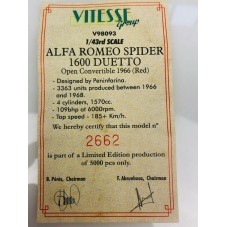 VITESSE
Group
V98093
1/43rd SCALE
ALFA ROMEO SPIDER
1600 DUETTO
Open Convertible 1966 (Red)
- Designed by Peninfarina.
- 3363 units produced between 1966
and 1968.
- 4 cylinders, 1570cc.
- 109bhp at 6000rpm.
- Top speed - 185+ Km/h.
We hereby certify that this model nº
2662
is part of a Limited Edition production
of 5000 pcs only.
Chairman
Chairman